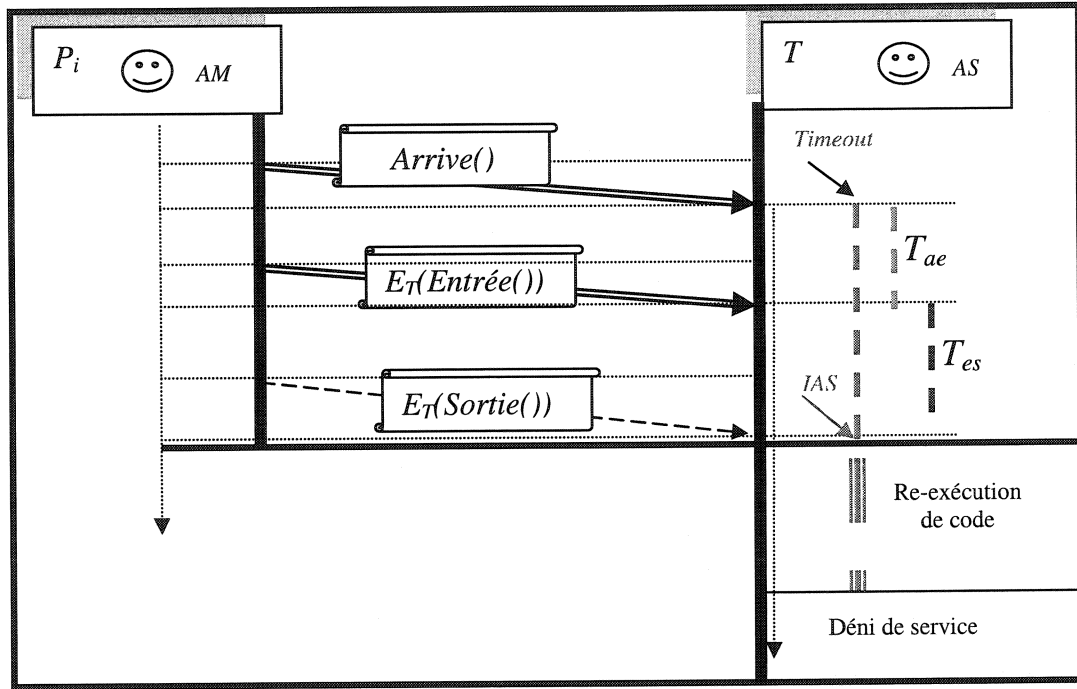 P_i AM
T AS
Timeout
Arrive()
T_ae
E_T(Entrée())
T_es
IAS
E_T(Sortie())
Re-exécution
de code
Déni de service